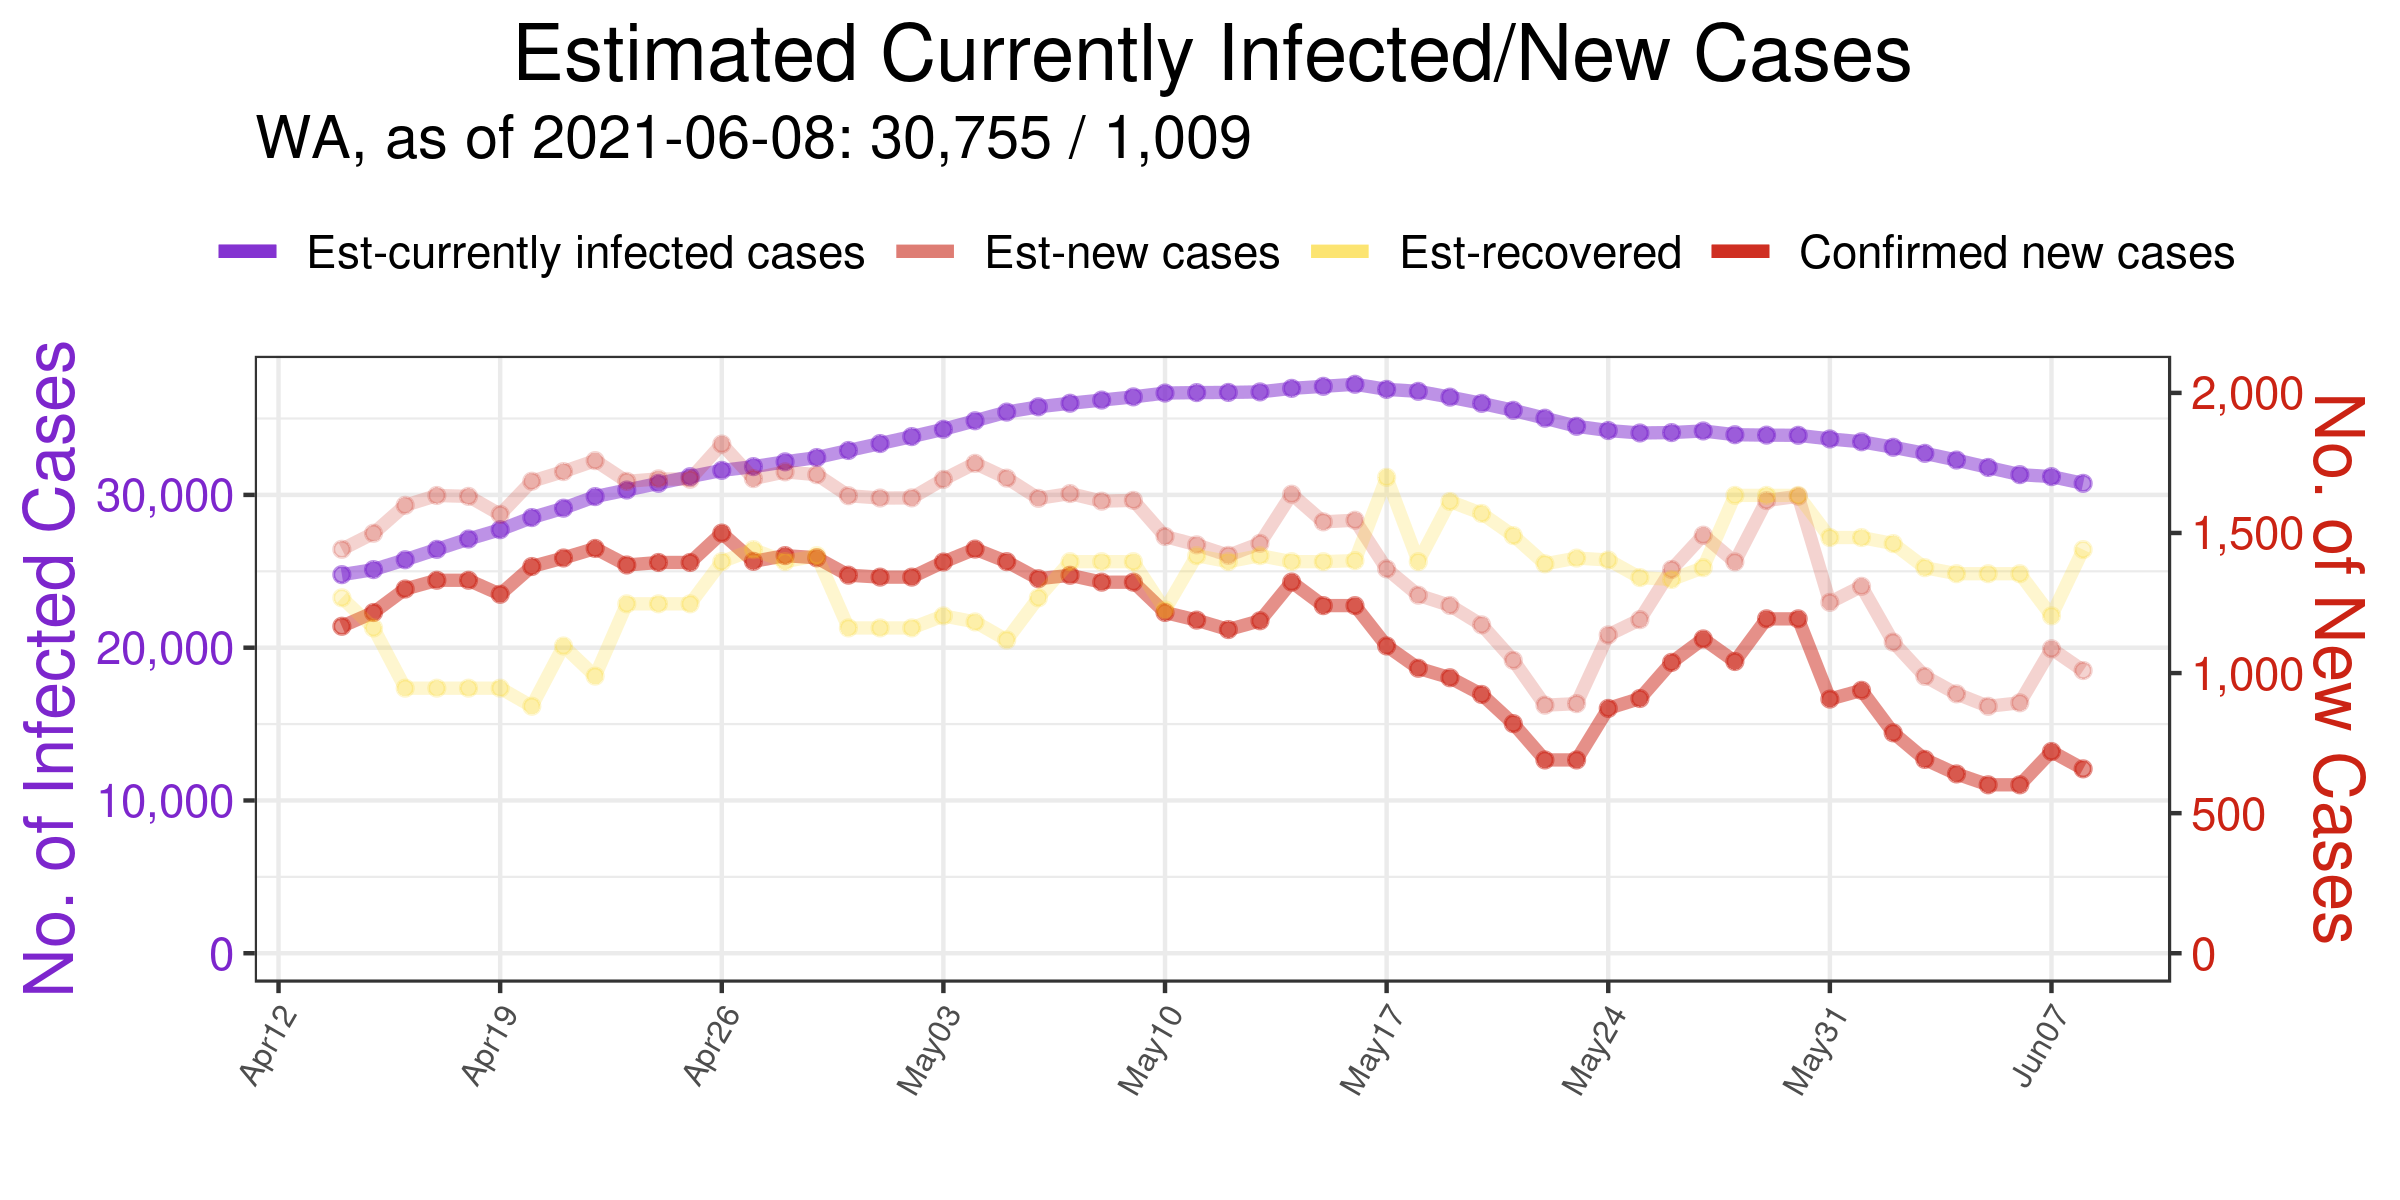 Estimated Currently Infected/New Cases
WA, as of 2021-06-08: 30,755 / 1,009
Est-currently infected cases
Est-new cases
Est-recovered
Confirmed new cases
No. of Infected Cases
30,000
20,000
10,000
0
2,000
1,500
1,000
500
0
No. of New Cases
Apr12
Apr19
Apr26
May03
May10
May17
May24
May31
Jun07